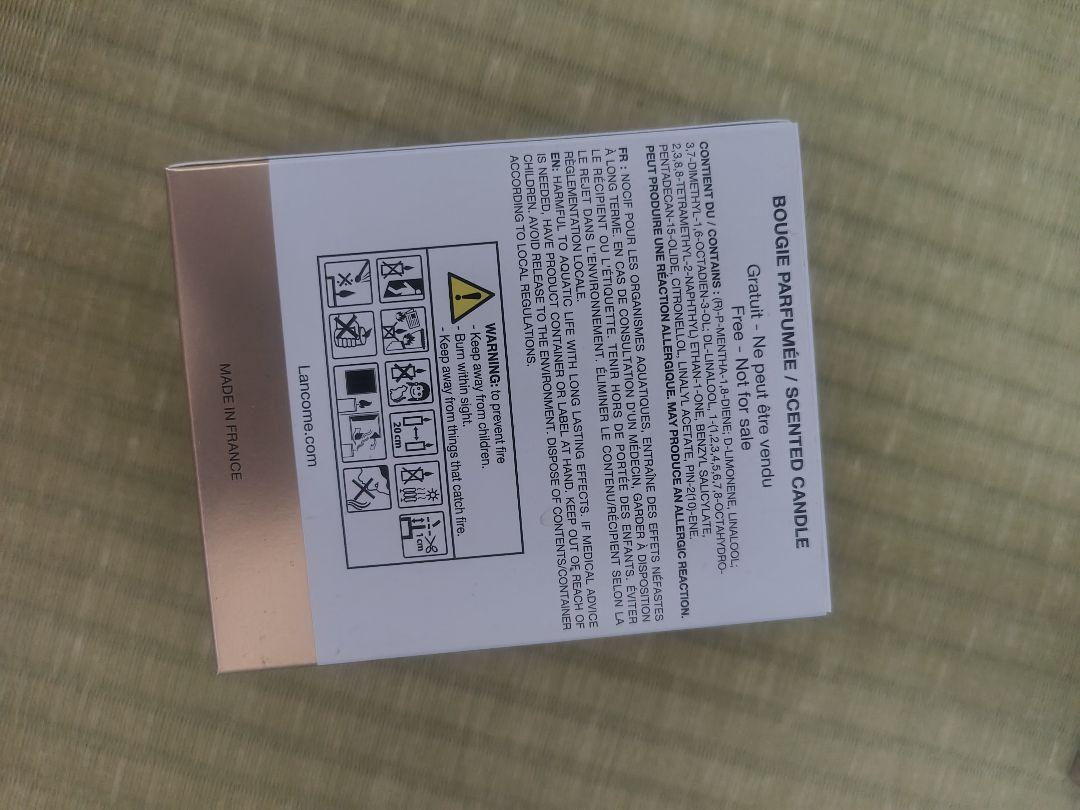 BOUGIE PARFUMÉE / SCENTED CANDLE
Gratuit - Ne peut être vendu
Free - Not for sale
CONTIENT DU / CONTAINS : (R)-P-MENTHA-1,8-DIENE; D-LIMONENE, LINALOOL;
3,7-DIMETHYL-1,6-OCTADIEN-3-OL; DL-LINALOOL, 1-(1,2,3,4,5,6,7,8-OCTAHYDRO-
2,3,8,8-TETRAMETHYL-2-NAPHTHYL) ETHAN-1-ONE, BENZYL SALICYLATE,
PENTADECAN-15-OLIDE, CITRONELLOL, LINALYL ACETATE, PIN-2(10)-ENE.
PEUT PRODUIRE UNE RÉACTION ALLERGIQUE. MAY PRODUCE AN ALLERGIC REACTION.
FR : NOCIF POUR LES ORGANISMES AQUATIQUES, ENTRAÎNE DES EFFETS NÉFASTES
À LONG TERME. EN CAS DE CONSULTATION D'UN MÉDECIN, GARDER À DISPOSITION
LE RÉCIPIENT OU L'ÉTIQUETTE. TENIR HORS DE PORTÉE DES ENFANTS. ÉVITER
LE REJET DANS L'ENVIRONNEMENT. ÉLIMINER LE CONTENU/RÉCIPIENT SELON LA
RÈGLEMENTATION LOCALE.
EN: HARMFUL TO AQUATIC LIFE WITH LONG LASTING EFFECTS. IF MEDICAL ADVICE
IS NEEDED, HAVE PRODUCT CONTAINER OR LABEL AT HAND. KEEP OUT OF REACH OF
CHILDREN. AVOID RELEASE TO THE ENVIRONMENT. DISPOSE OF CONTENTS/CONTAINER
ACCORDING TO LOCAL REGULATIONS.
WARNING: to prevent fire
- Keep away from children.
- Burn within sight.
- Keep away from things that catch fire.
20cm
1cm
Lancome.com
MADE IN FRANCE